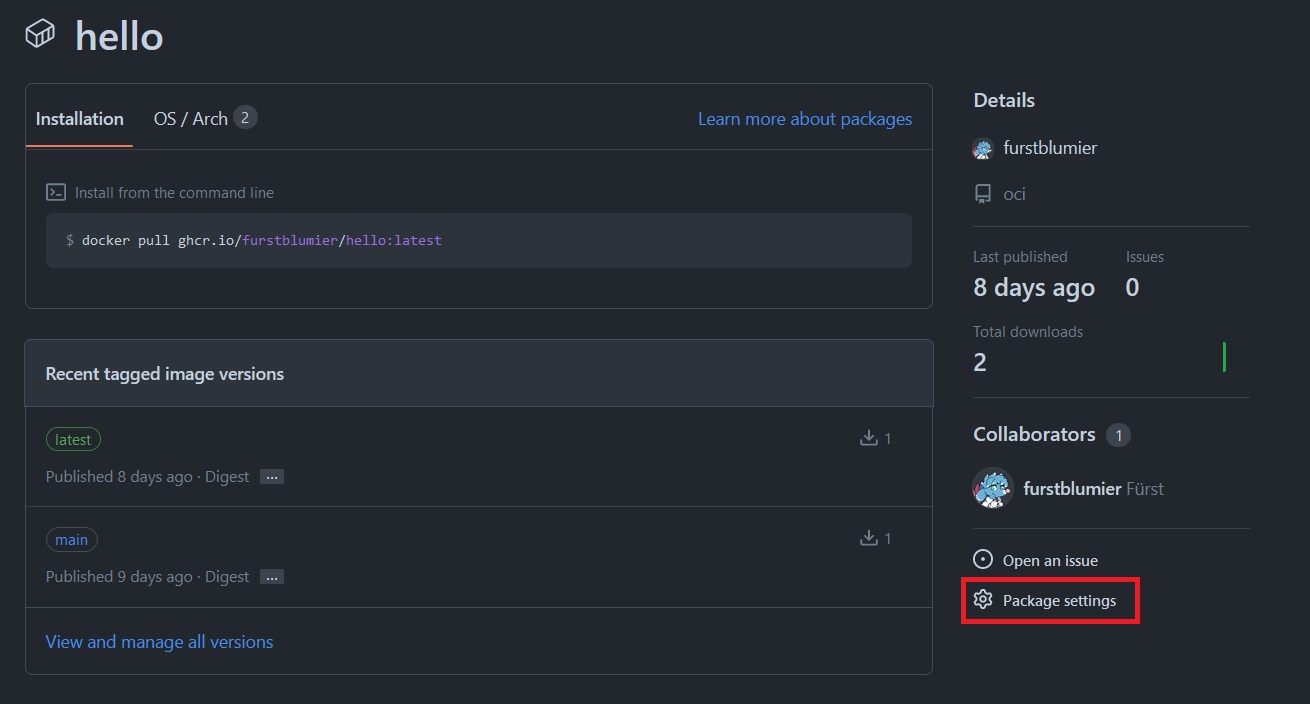 hello
Installation OS / Arch 2 Learn more about packages
Install from the command line
$ docker pull ghcr.io/furstblumier/hello:latest
Recent tagged image versions
latest 1
Published 8 days ago · Digest ...
main 1
Published 9 days ago · Digest ...
View and manage all versions
Details
furstblumier
oci
Last published Issues
8 days ago 0
Total downloads
2
Collaborators 1
furstblumier Fürst
Open an issue
Package settings